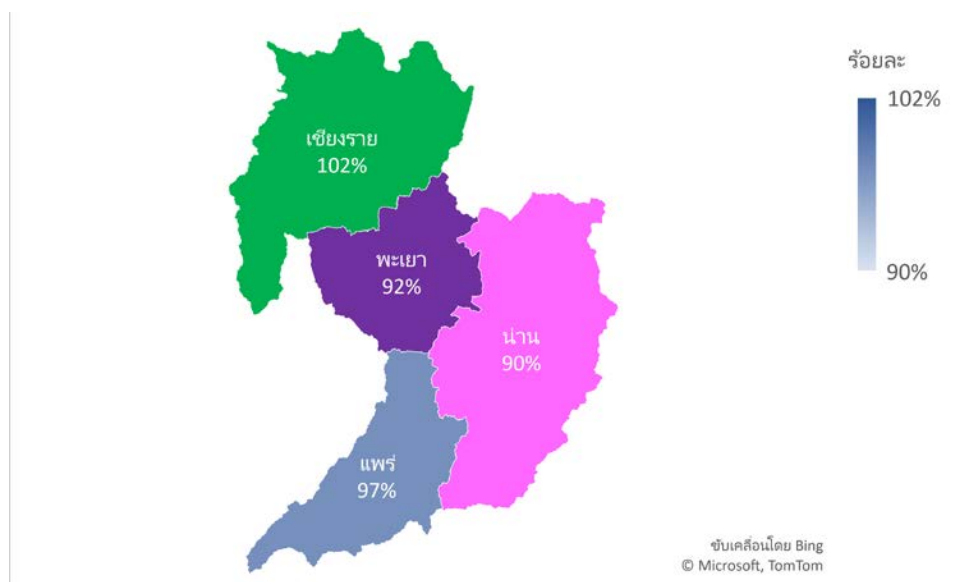 ร้อยละ
102%
90%
เชียงราย
102%
พะเยา
92%
น่าน
90%
แพร่
97%
ขับเคลื่อนโดย Bing
© Microsoft, TomTom